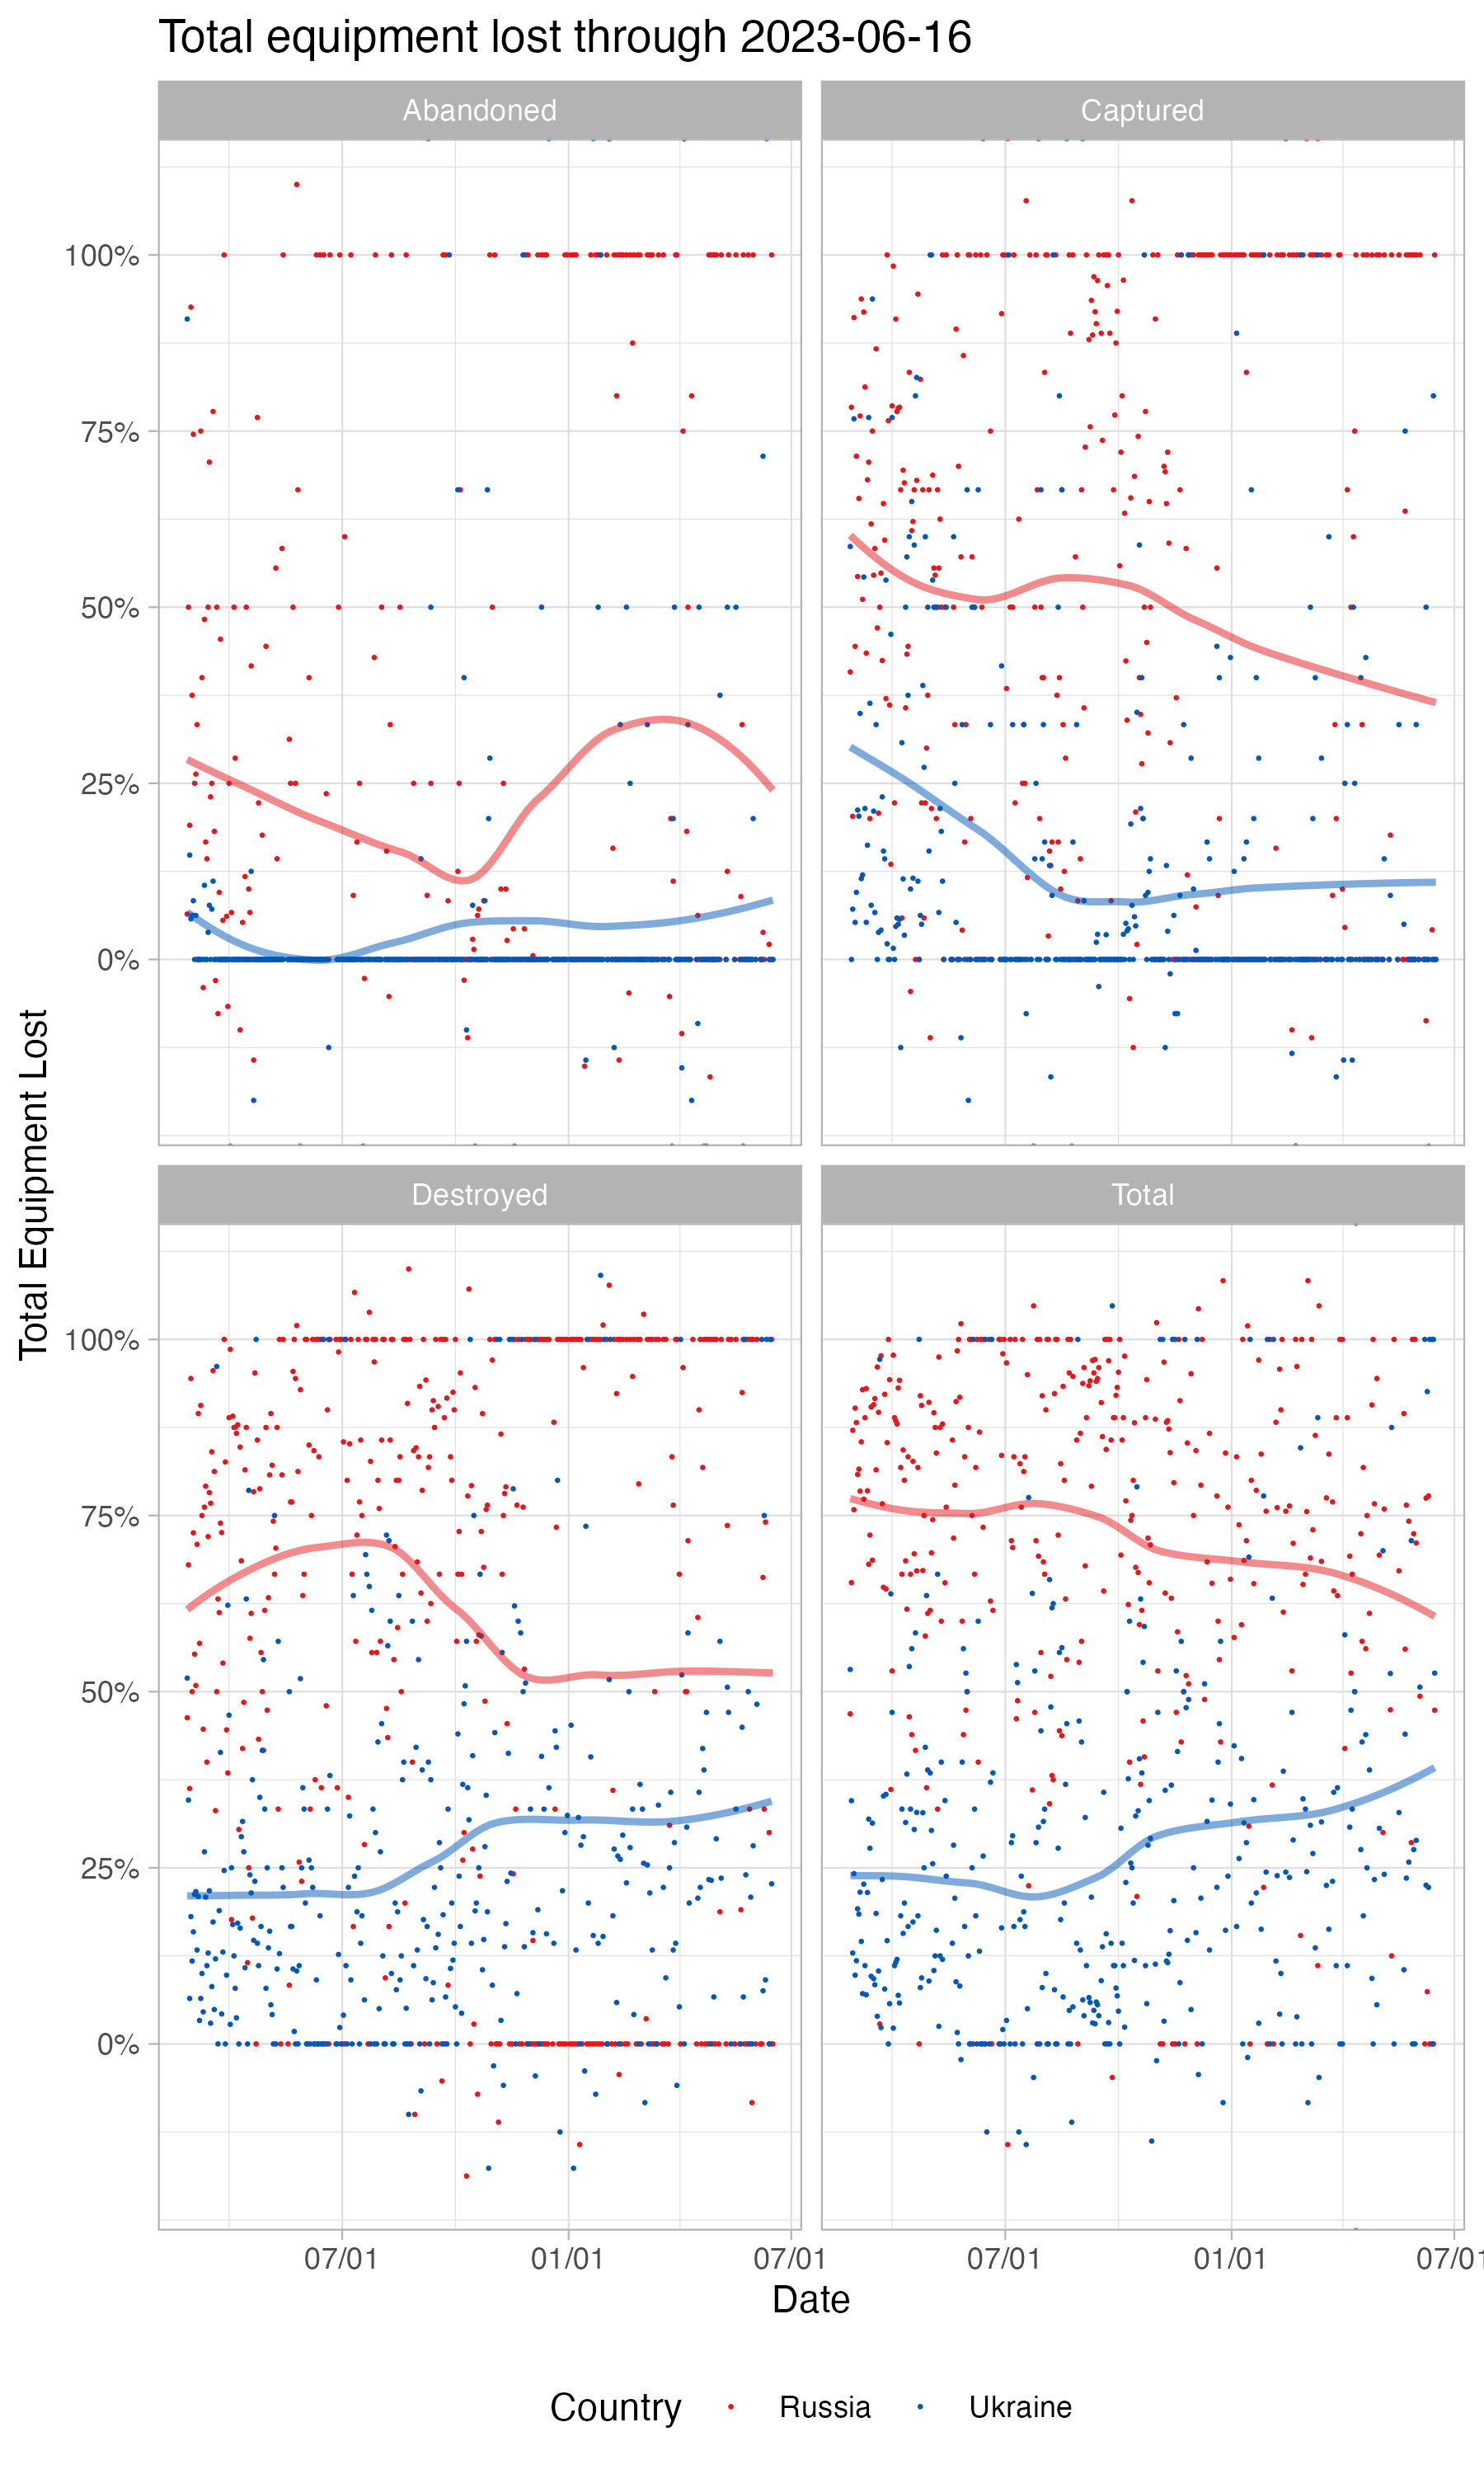 Total equipment lost through 2023-06-16
Abandoned
Captured
100%
75%
50%
25%
0%
Total Equipment Lost
Destroyed
Total
100%
75%
50%
25%
0%
07/01
01/01
07/01
07/01
01/01
07/01
Date
Country
Russia
Ukraine